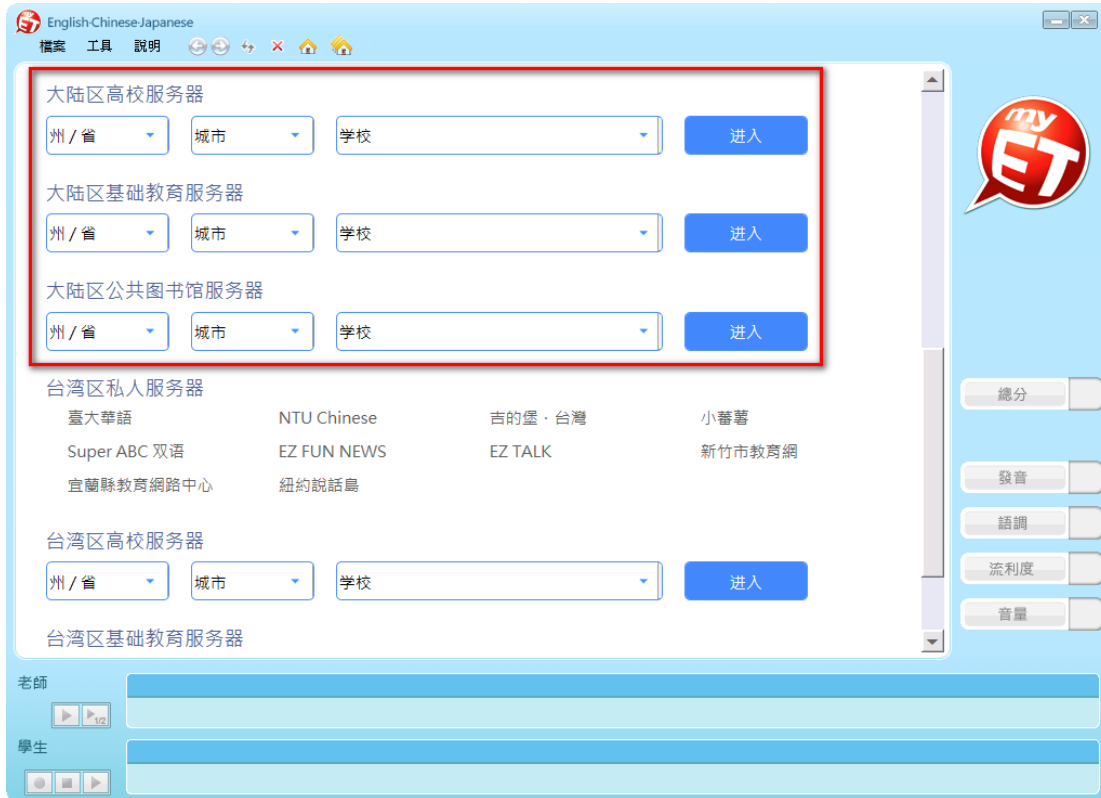 English·Chinese·Japanese
檔案 工具 說明
大陆区高校服务器
州 / 省 城市 学校 进入
大陆区基础教育服务器
州 / 省 城市 学校 进入
大陆区公共图书馆服务器
州 / 省 城市 学校 进入
台湾区私人服务器
臺大華語 NTU Chinese 吉的堡·台灣 小蕃薯
Super ABC 双语 EZ FUN NEWS EZ TALK 新竹市教育網
宜蘭縣教育網路中心 紐約說話島
台湾区高校服务器
州 / 省 城市 学校 进入
台湾区基础教育服务器
my
ET
總分
發音
語調
流利度
音量
老師
1/2
學生